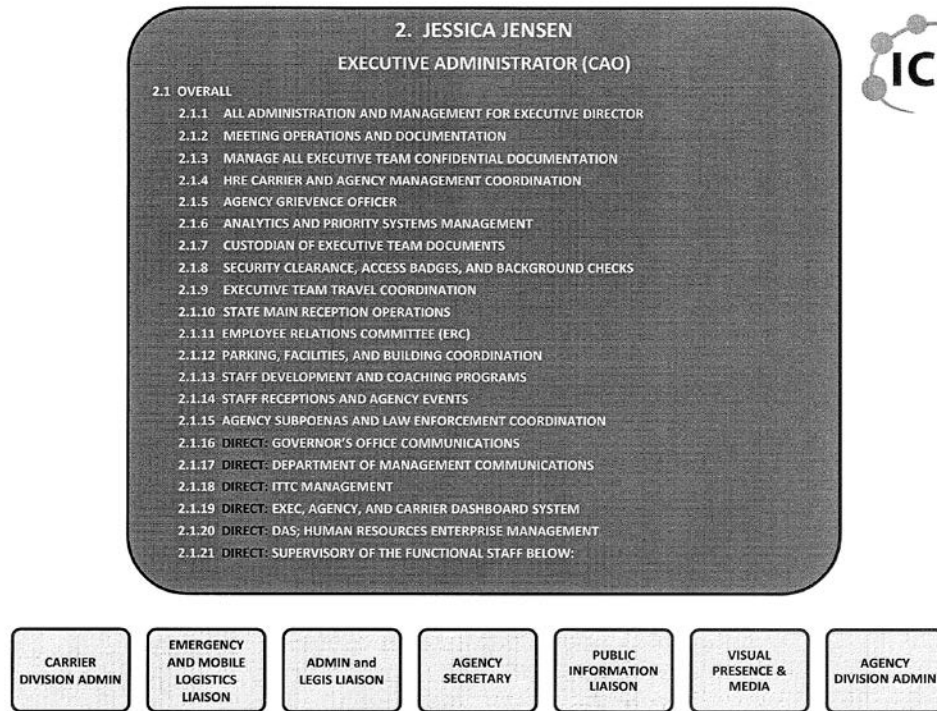 2. JESSICA JENSEN
EXECUTIVE ADMINISTRATOR (CAO)
IC
2.1 OVERALL
2.1.1 ALL ADMINISTRATION AND MANAGEMENT FOR EXECUTIVE DIRECTOR
2.1.2 MEETING OPERATIONS AND DOCUMENTATION
2.1.3 MANAGE ALL EXECUTIVE TEAM CONFIDENTIAL DOCUMENTATION
2.1.4 HRE CARRIER AND AGENCY MANAGEMENT COORDINATION
2.1.5 AGENCY GRIEVENCE OFFICER
2.1.6 ANALYTICS AND PRIORITY SYSTEMS MANAGEMENT
2.1.7 CUSTODIAN OF EXECUTIVE TEAM DOCUMENTS
2.1.8 SECURITY CLEARANCE, ACCESS BADGES, AND BACKGROUND CHECKS
2.1.9 EXECUTIVE TEAM TRAVEL COORDINATION
2.1.10 STATE MAIN RECEPTION OPERATIONS
2.1.11 EMPLOYEE RELATIONS COMMITTEE (ERC)
2.1.12 PARKING, FACILITIES, AND BUILDING COORDINATION
2.1.13 STAFF DEVELOPMENT AND COACHING PROGRAMS
2.1.14 STAFF RECEPTIONS AND AGENCY EVENTS
2.1.15 AGENCY SUBPOENAS AND LAW ENFORCEMENT COORDINATION
2.1.16 DIRECT: GOVERNOR'S OFFICE COMMUNICATIONS
2.1.17 DIRECT: DEPARTMENT OF MANAGEMENT COMMUNICATIONS
2.1.18 DIRECT: ITTC MANAGEMENT
2.1.19 DIRECT: EXEC, AGENCY, AND CARRIER DASHBOARD SYSTEM
2.1.20 DIRECT: DAS; HUMAN RESOURCES ENTERPRISE MANAGEMENT
2.1.21 DIRECT: SUPERVISORY OF THE FUNCTIONAL STAFF BELOW:
CARRIER
DIVISION ADMIN
EMERGENCY
AND MOBILE
LOGISTICS
LIAISON
ADMIN and
LEGIS LIAISON
AGENCY
SECRETARY
PUBLIC
INFORMATION
LIAISON
VISUAL
PRESENCE &
MEDIA
AGENCY
DIVISION ADMIN